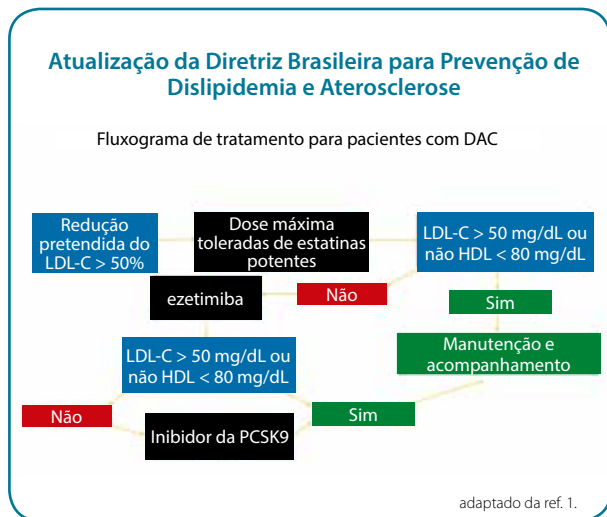 Atualização da Diretriz Brasileira para Prevenção de
Dislipidemia e Aterosclerose
Fluxograma de tratamento para pacientes com DAC
Redução
pretendida do
LDL-C > 50%
Dose máxima
toleradas de estatinas
potentes
LDL-C > 50 mg/dL ou
não HDL < 80 mg/dL
ezetimiba
Não
Sim
LDL-C > 50 mg/dL ou
não HDL < 80 mg/dL
Manutenção e
acompanhamento
Não
Inibidor da PCSK9
Sim
adaptado da ref. 1.